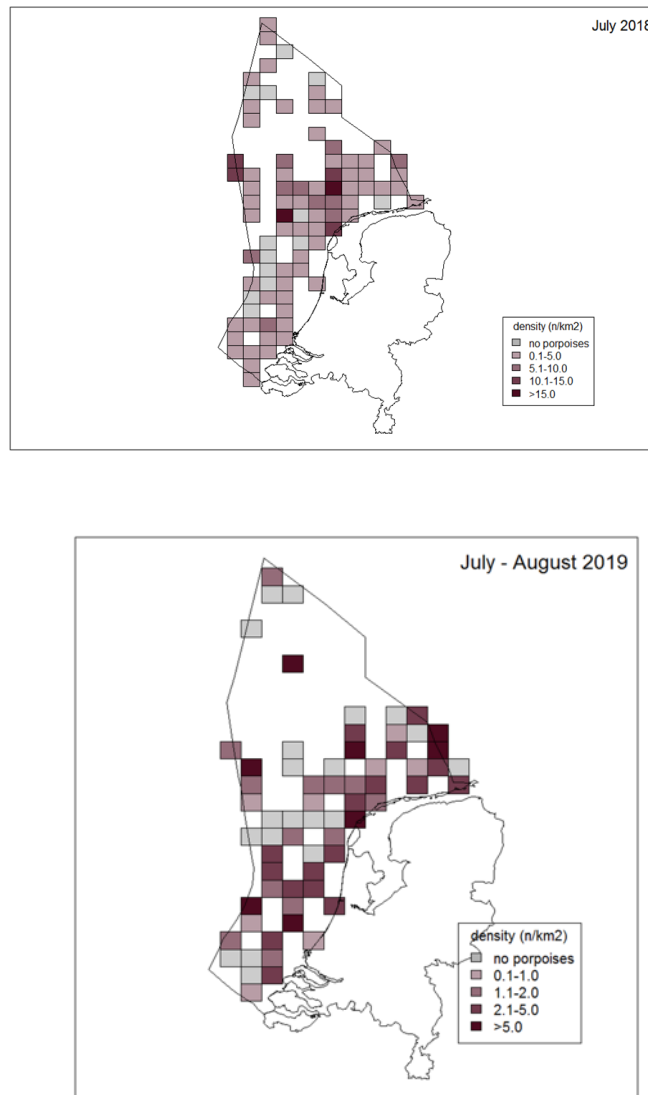 July 2018
density (n/km2)
no porpoises
0.1-5.0
5.1-10.0
10.1-15.0
>15.0
July - August 2019
density (n/km2)
no porpoises
0.1-1.0
1.1-2.0
2.1-5.0
>5.0